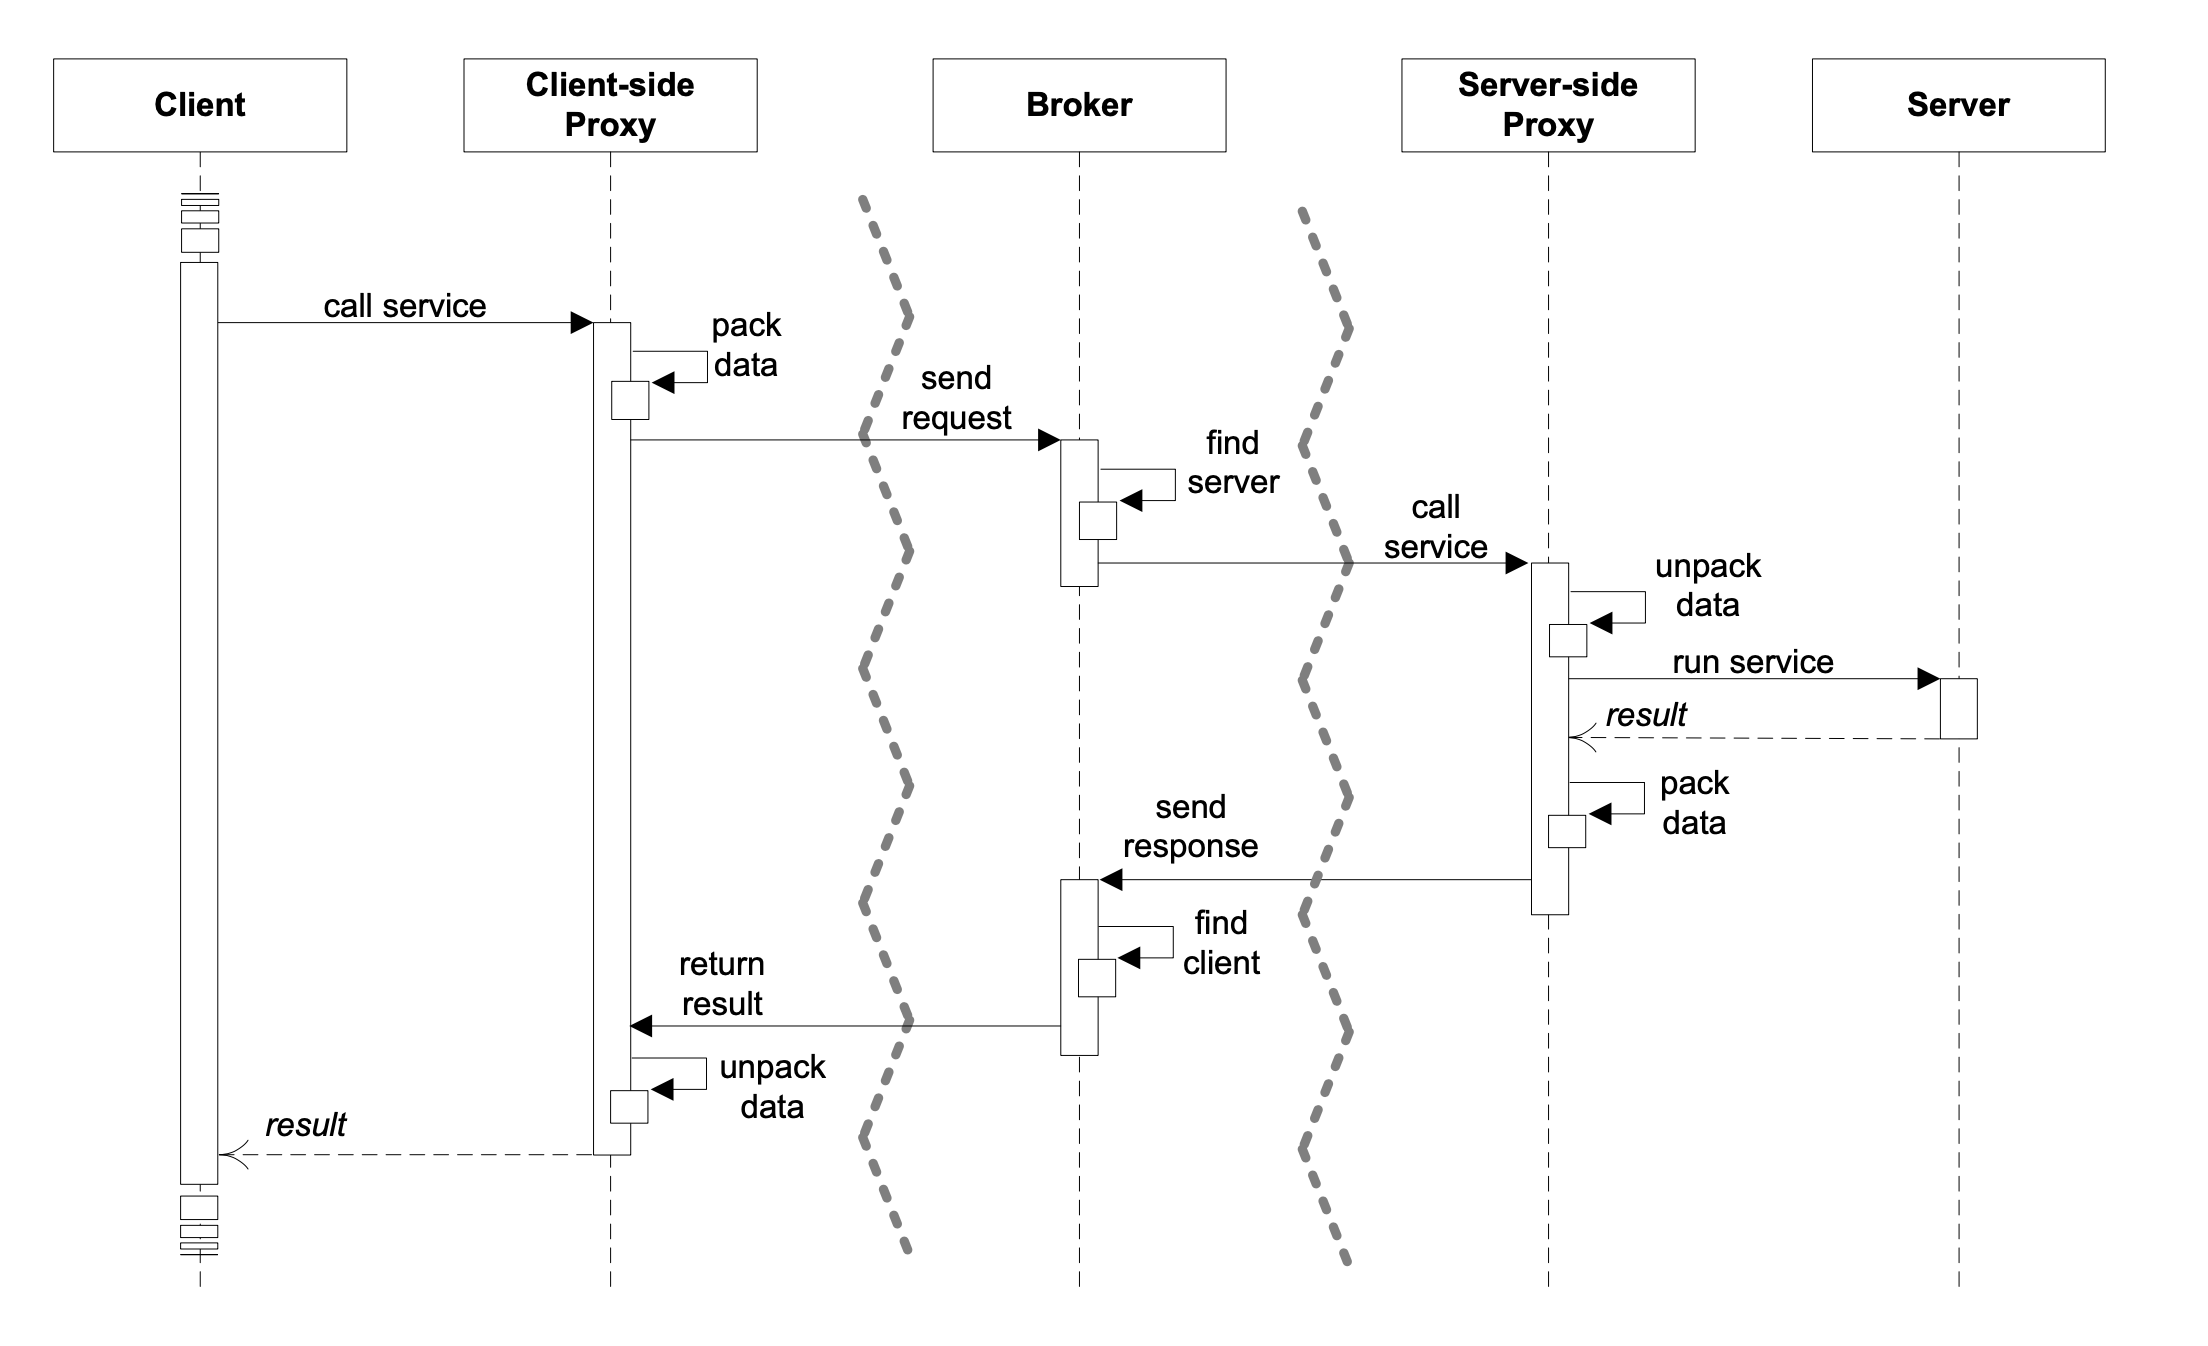 Client
Client-side
Proxy
Broker
Server-side
Proxy
Server
call service
pack
data
send
request
find
server
call
service
unpack
data
run service
result
pack
data
send
response
find
client
return
result
unpack
data
result